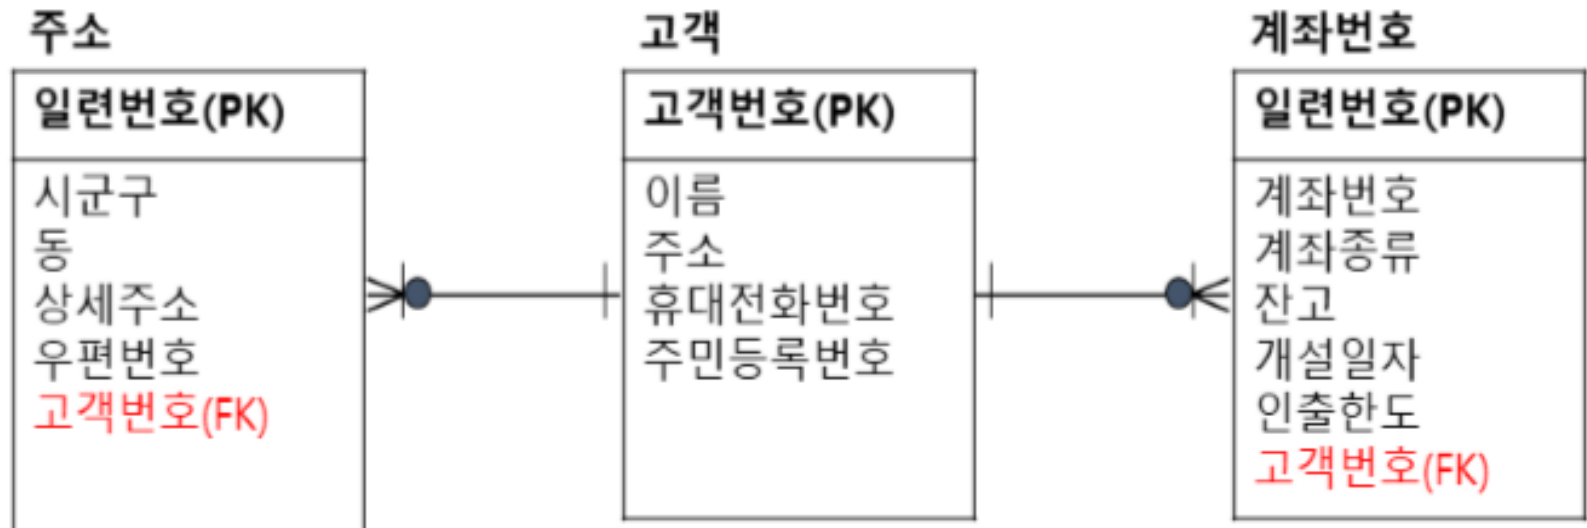 주소
일련번호(PK)
시군구
동
상세주소
우편번호
고객번호(FK)
고객
고객번호(PK)
이름
주소
휴대전화번호
주민등록번호
계좌번호
일련번호(PK)
계좌번호
계좌종류
잔고
개설일자
인출한도
고객번호(FK)